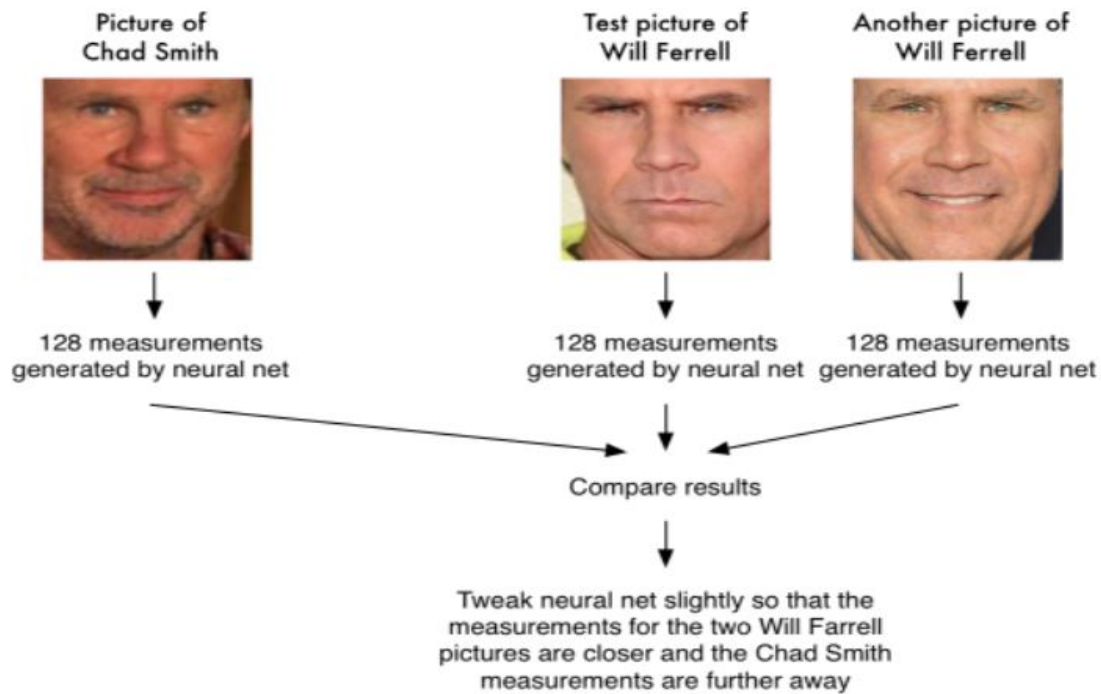 Picture of
Chad Smith
Test picture of
Will Ferrell
Another picture of
Will Ferrell
128 measurements
generated by neural net
128 measurements
generated by neural net
128 measurements
generated by neural net
Compare results
Tweak neural net slightly so that the
measurements for the two Will Farrell
pictures are closer and the Chad Smith
measurements are further away